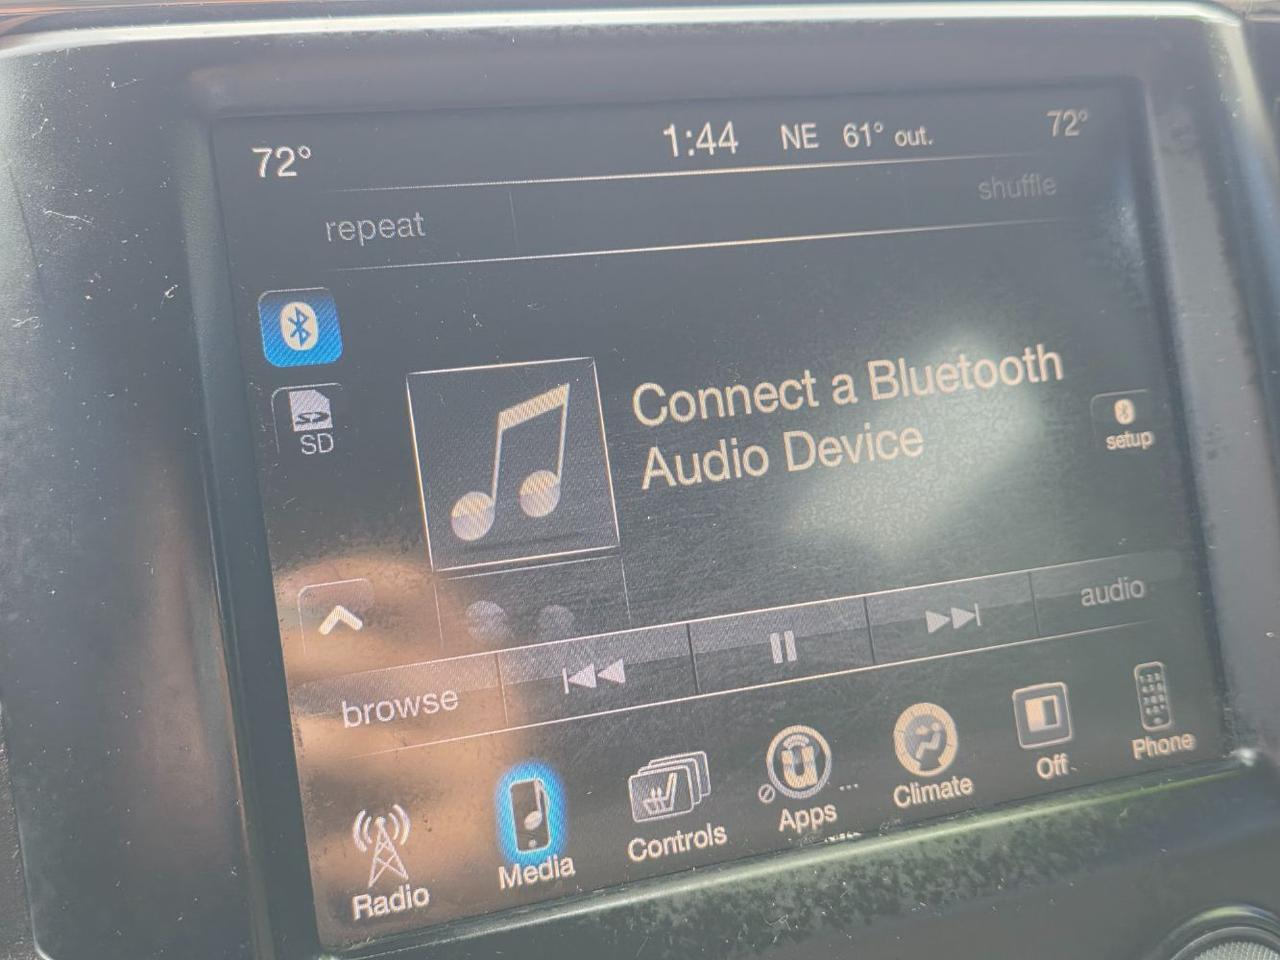 72° 1:44 NE 61° out. 72°
repeat shuffle
SD
Connect a Bluetooth
Audio Device
setup
browse audio
Radio Media Controls Apps Climate Off Phone